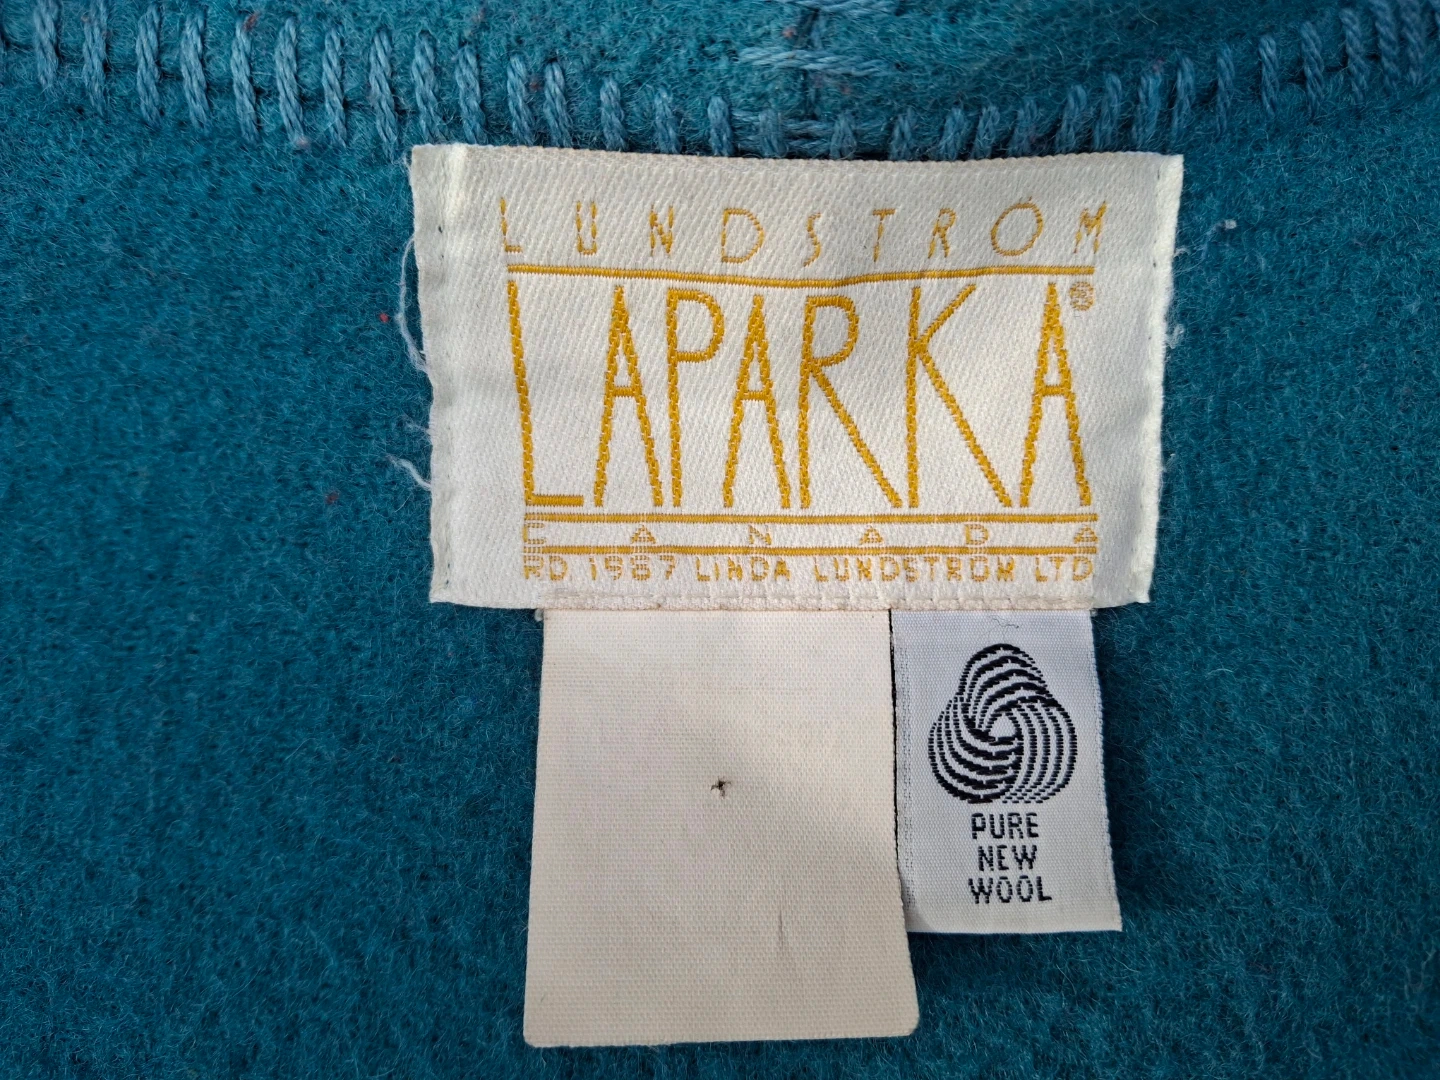 LUNDSTROM
LAPARKA®
CANADA
RD 1987 LINDA LUNDSTROM LTD
PURE
NEW
WOOL